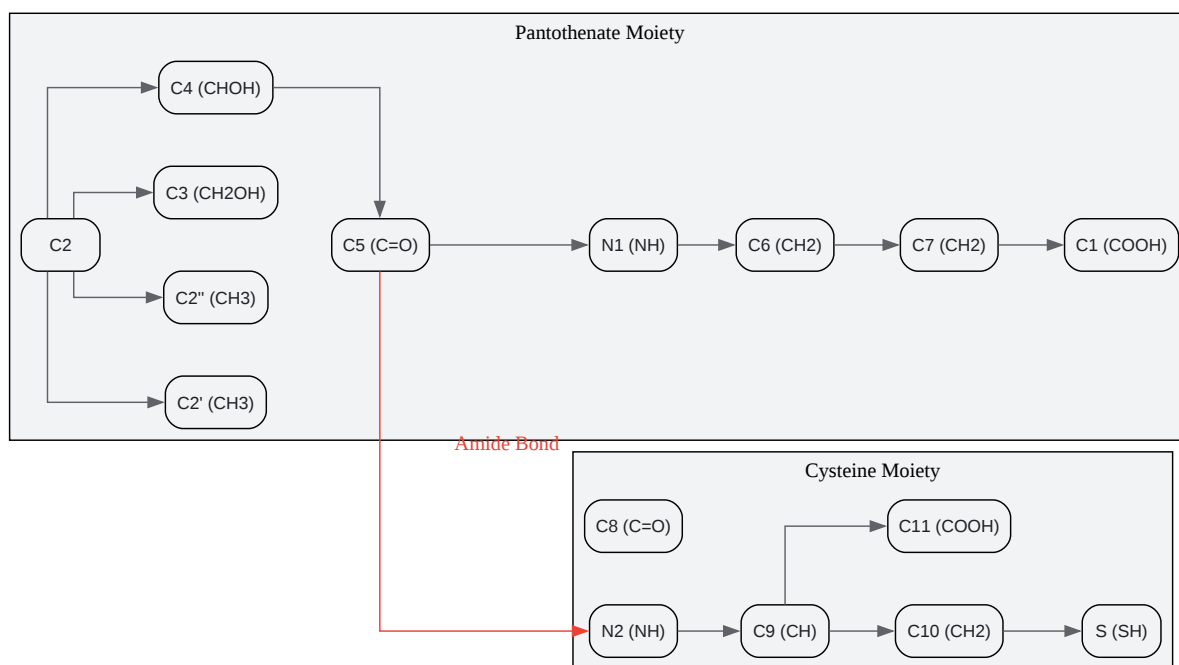 Pantothenate Moiety
C4 (CHOH)
C3 (CH2OH)
C2
C5 (C=O)
N1 (NH)
C6 (CH2)
C7 (CH2)
C1 (COOH)
C2" (CH3)
C2' (CH3)
Amide Bond
Cysteine Moiety
C8 (C=O)
C11 (COOH)
N2 (NH)
C9 (CH)
C10 (CH2)
S (SH)